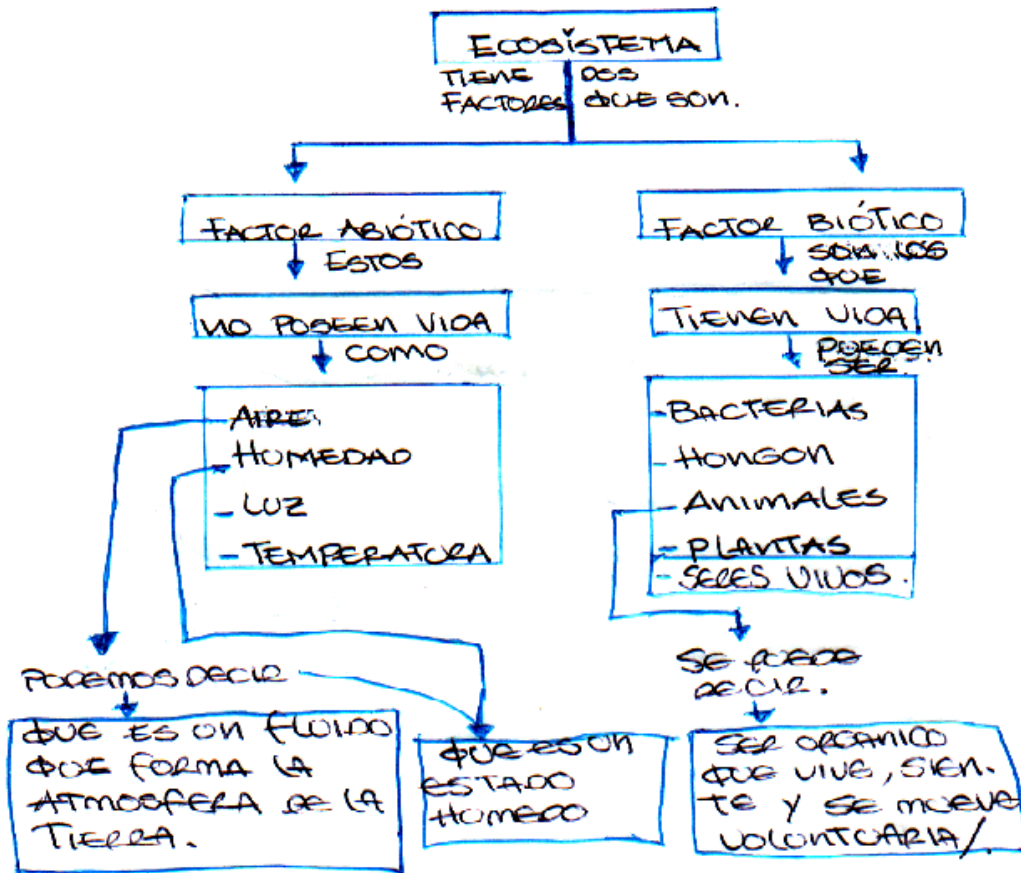 ECOSISTEMA
TIENE DOS
FACTORES QUE SON.
FACTOR ABIÓTICO
ESTOS
NO POSEEN VIDA
COMO
- AIRE
- HUMEDAD
- LUZ
- TEMPERATURA
FACTOR BIÓTICO
SON LOS
QUE
TIENEN VIDA
PUEDEN
SER
- BACTERIAS
- HONGON
- ANIMALES
- PLANTAS
- SERES VIVOS.
PODEMOS DECIR
QUE ES UN FLUIDO
QUE FORMA LA
ATMOSFERA DE LA
TIERRA.
QUE ES UN
ESTADO
HUMEDO
SE PUEDE
DECIR.
SER ORGANICO
QUE VIVE, SIEN.
TE Y SE MUEVE
VOLONTUARIA/.